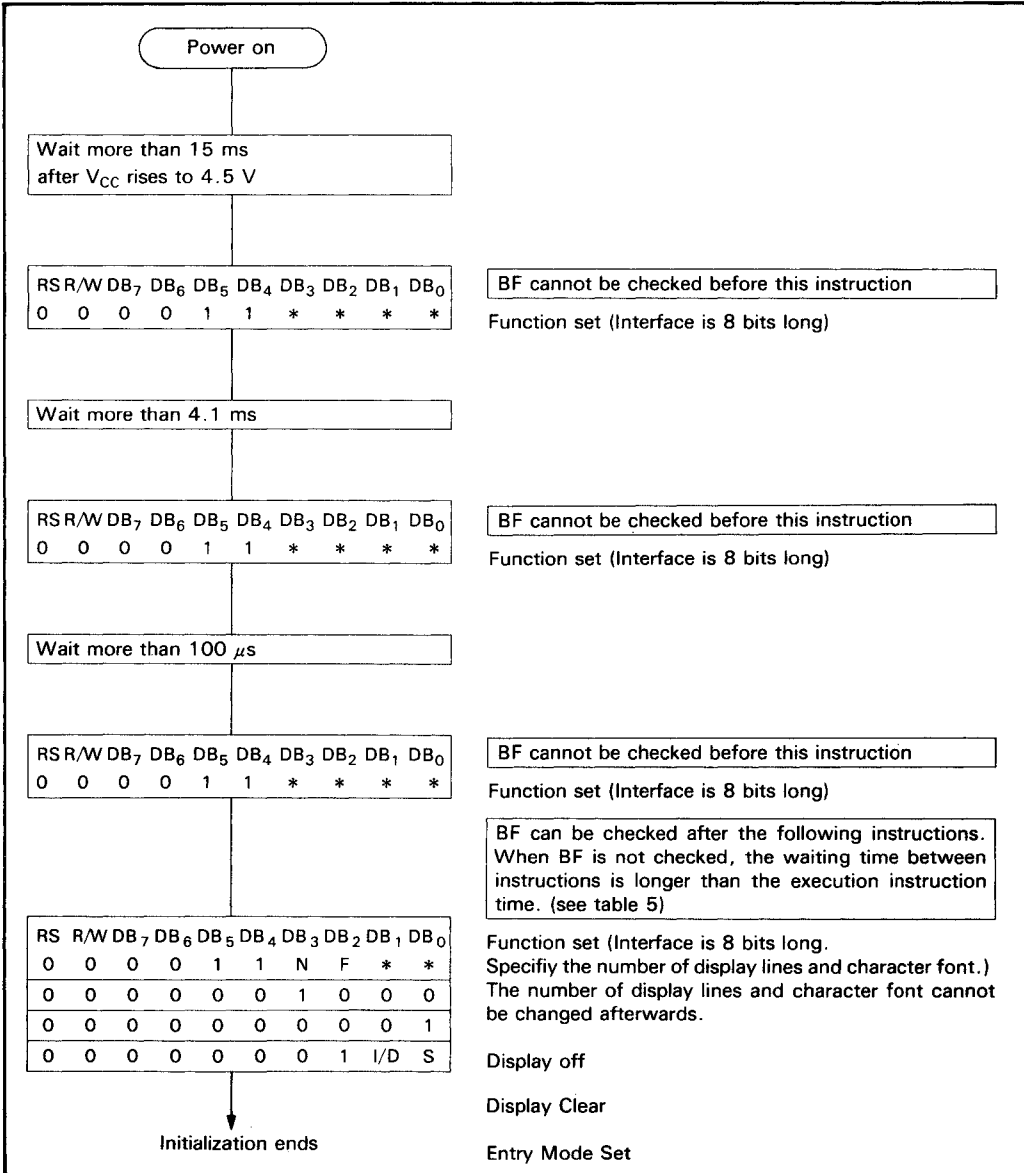 Power on
Wait more than 15 ms
after VCC rises to 4.5 V
RS R/W DB7 DB6 DB5 DB4 DB3 DB2 DB1 DB0
0 0 0 0 1 1 * * * *
BF cannot be checked before this instruction
Function set (Interface is 8 bits long)
Wait more than 4.1 ms
RS R/W DB7 DB6 DB5 DB4 DB3 DB2 DB1 DB0
0 0 0 0 1 1 * * * *
BF cannot be checked before this instruction
Function set (Interface is 8 bits long)
Wait more than 100 μs
RS R/W DB7 DB6 DB5 DB4 DB3 DB2 DB1 DB0
0 0 0 0 1 1 * * * *
BF cannot be checked before this instruction
Function set (Interface is 8 bits long)
BF can be checked after the following instructions.
When BF is not checked, the waiting time between
instructions is longer than the execution instruction
time. (see table 5)
RS R/W DB7 DB6 DB5 DB4 DB3 DB2 DB1 DB0
0 0 0 0 1 1 N F * *
0 0 0 0 0 0 1 0 0 0
0 0 0 0 0 0 0 0 0 1
0 0 0 0 0 0 0 1 I/D S
Function set (Interface is 8 bits long.
Specifiy the number of display lines and character font.)
The number of display lines and character font cannot
be changed afterwards.
Display off
Display Clear
Entry Mode Set
Initialization ends